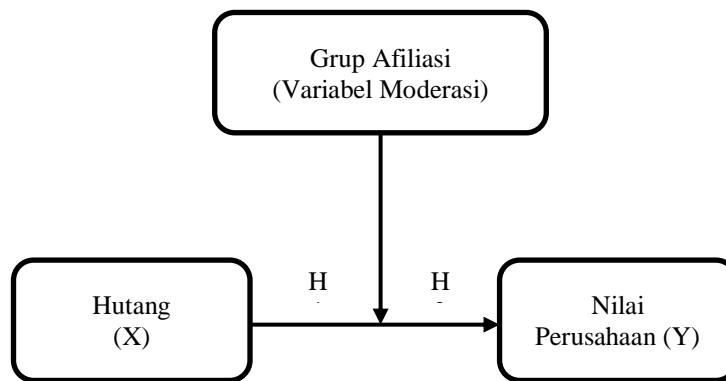 Grup Afiliasi
(Variabel Moderasi)
H
H
Hutang
(X)
Nilai
Perusahaan (Y)